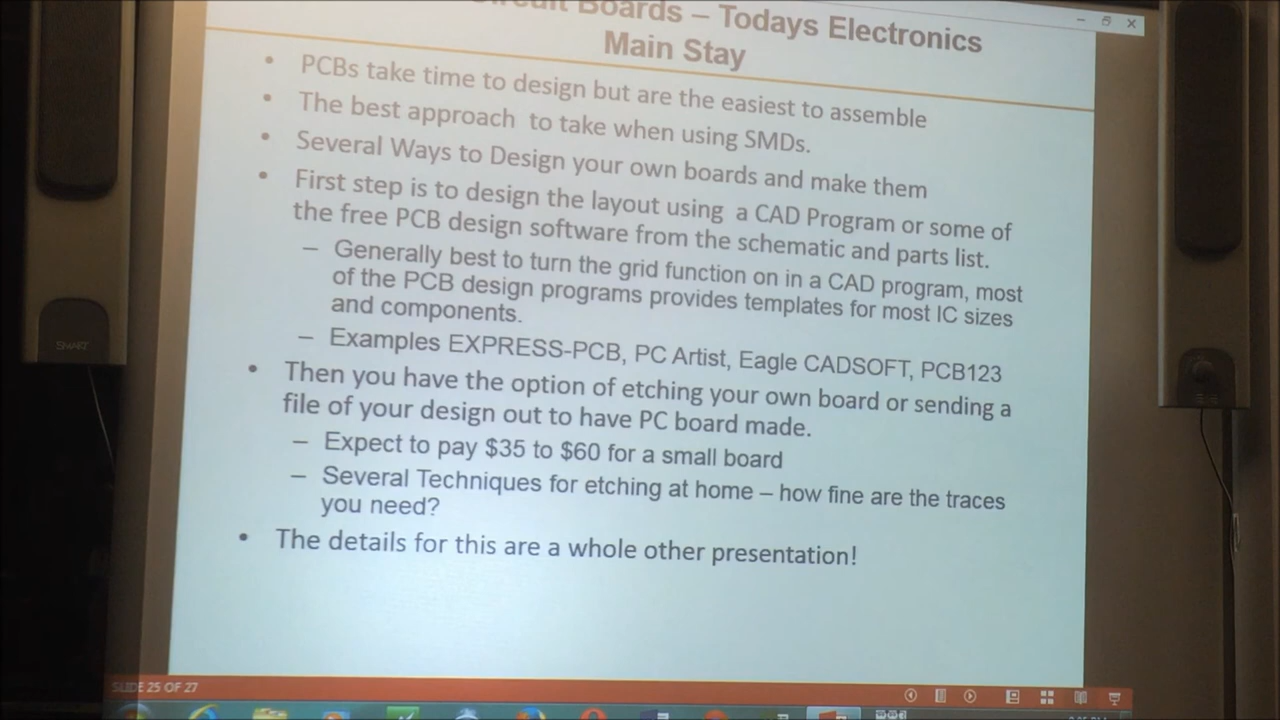 Circuit Boards – Todays Electronics
Main Stay
• PCBs take time to design but are the easiest to assemble
• The best approach to take when using SMDs.
• Several Ways to Design your own boards and make them
• First step is to design the layout using a CAD Program or some of
the free PCB design software from the schematic and parts list.
– Generally best to turn the grid function on in a CAD program, most
of the PCB design programs provides templates for most IC sizes
and components.
– Examples EXPRESS-PCB, PC Artist, Eagle CADSOFT, PCB123
• Then you have the option of etching your own board or sending a
file of your design out to have PC board made.
– Expect to pay $35 to $60 for a small board
– Several Techniques for etching at home – how fine are the traces
you need?
• The details for this are a whole other presentation!
SMART
SLIDE 25 OF 27